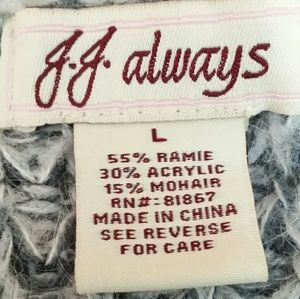 J.J. always
L
55% RAMIE
30% ACRYLIC
15% MOHAIR
RN#:81867
MADE IN CHINA
SEE REVERSE
FOR CARE